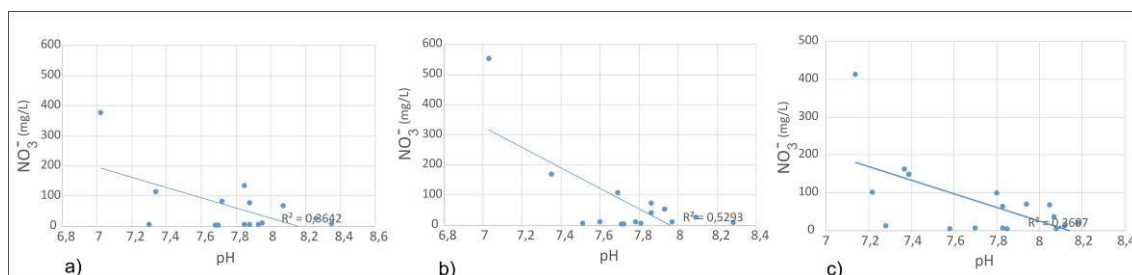 600
500
400
300
200
100
0
NO₃⁻ (mg/L)
R² = 0,3642
6,8 7 7,2 7,4 7,6 7,8 8 8,2 8,4 8,6
pH
a)
600
500
400
300
200
100
0
NO₃⁻ (mg/L)
R² = 0,5293
6,8 7 7,2 7,4 7,6 7,8 8 8,2 8,4
pH
b)
500
400
300
200
100
0
NO₃⁻ (mg/L)
R² = 0,3607
7 7,2 7,4 7,6 7,8 8 8,2 8,4
pH
c)